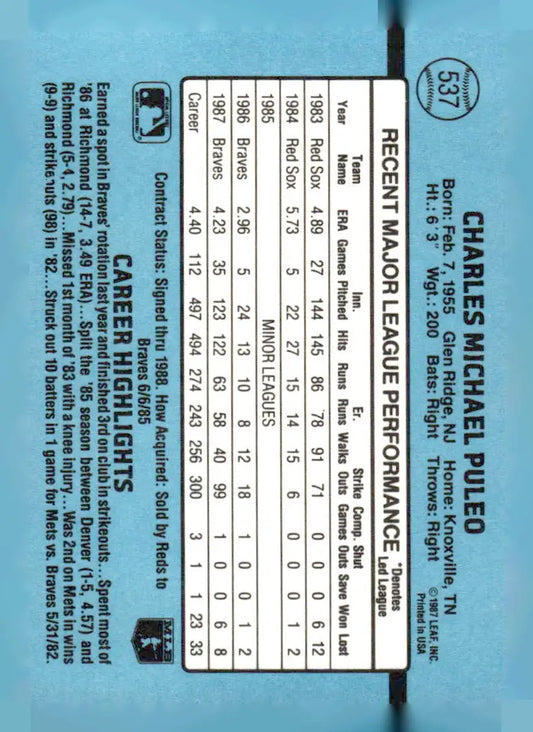 537
CHARLES MICHAEL PULEO
© 1987 LEAF, INC.
Printed in USA
Born: Feb. 7, 1955 Glen Ridge, NJ Home: Knoxville, TN
Ht.: 6'3" Wgt.: 200 Bats: Right Throws: Right
RECENT MAJOR LEAGUE PERFORMANCE *Denotes Led League
Year Team Name ERA Games Inn. Pitched Hits Runs Er. Runs Walks Strike Outs Comp. Games Shut Outs Save Won Lost
1983 Red Sox 4.89 27 144 145 86 78 91 71 0 0 0 6 12
1984 Red Sox 5.73 5 22 27 15 14 15 6 0 0 0 1 2
1985 MINOR LEAGUES
1986 Braves 2.96 5 24 13 10 8 12 18 1 0 0 1 2
1987 Braves 4.23 35 123 122 63 58 40 99 1 0 0 6 8
Career 4.40 112 497 494 274 243 256 300 3 1 1 23 33
Contract Status: Signed thru 1988. How Acquired: Sold by Reds to
Braves 6/6/85
MLB
CAREER HIGHLIGHTS
Earned a spot in Braves' rotation last year and finished 3rd on club in strikeouts... Spent most of
'86 at Richmond (14-7, 3.49 ERA)... Split the '85 season between Denver (1-5, 4.57) and
Richmond (5-4, 2.79)... Missed 1st month of '83 with a knee injury... Was 2nd on Mets in wins
(9-9) and strikeouts (98) in '82... Struck out 10 batters in 1 game for Mets vs. Braves 5/31/82.